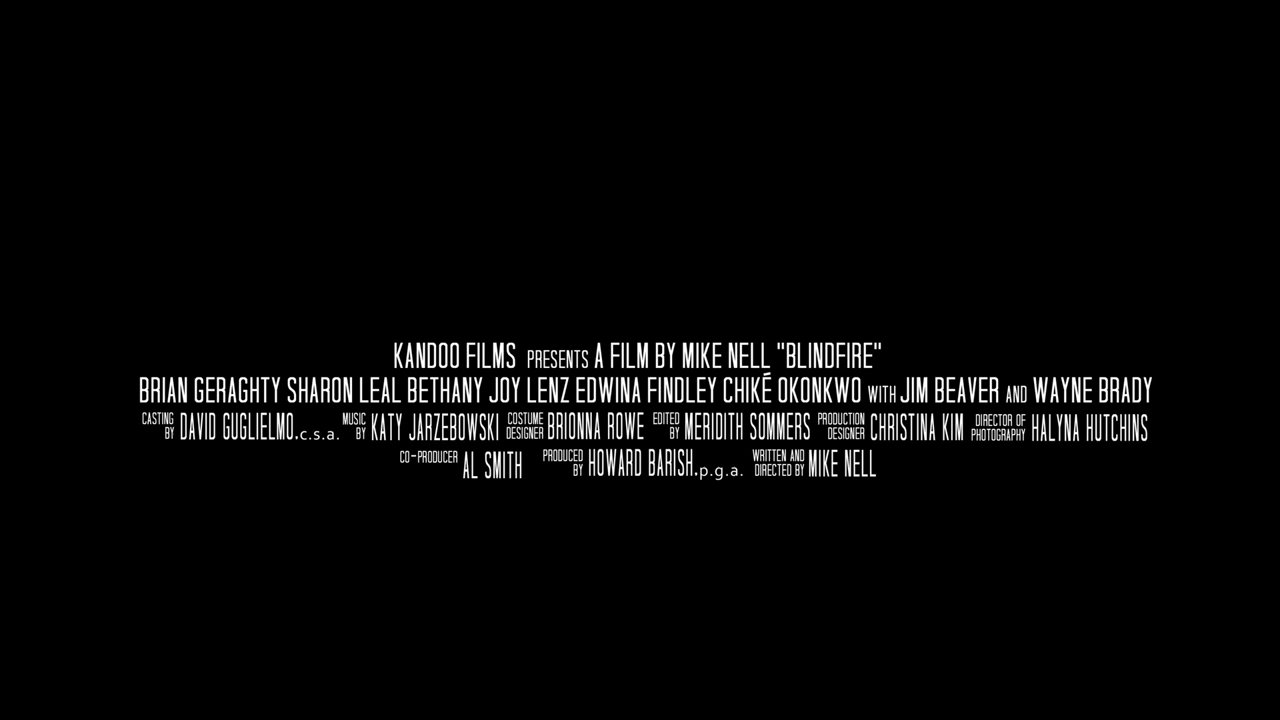 KANDOO FILMS PRESENTS A FILM BY MIKE NELL "BLINDFIRE"
BRIAN GERAGHTY SHARON LEAL BETHANY JOY LENZ EDWINA FINDLEY CHIKÉ OKONKWO WITH JIM BEAVER AND WAYNE BRADY
CASTING BY DAVID GUGLIELMO.c.s.a. MUSIC BY KATY JARZEBOWSKI COSTUME DESIGNER BRIONNA ROWE EDITED BY MERIDITH SOMMERS PRODUCTION DESIGNER CHRISTINA KIM DIRECTOR OF PHOTOGRAPHY HALYNA HUTCHINS
CO-PRODUCER AL SMITH PRODUCED BY HOWARD BARISH.p.g.a. WRITTEN AND DIRECTED BY MIKE NELL